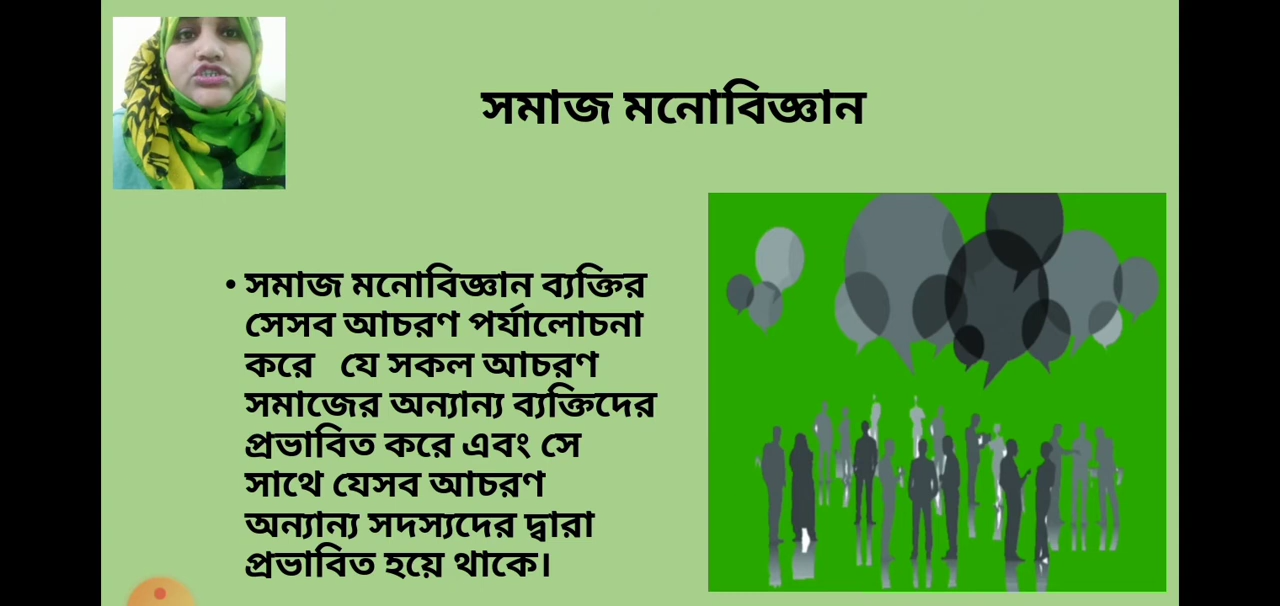 সমাজ মনোবিজ্ঞান
• সমাজ মনোবিজ্ঞান ব্যক্তির
সেসব আচরণ পর্যালোচনা
করে যে সকল আচরণ
সমাজের অন্যান্য ব্যক্তিদের
প্রভাবিত করে এবং সে
সাথে যেসব আচরণ
অন্যান্য সদস্যদের দ্বারা
প্রভাবিত হয়ে থাকে।